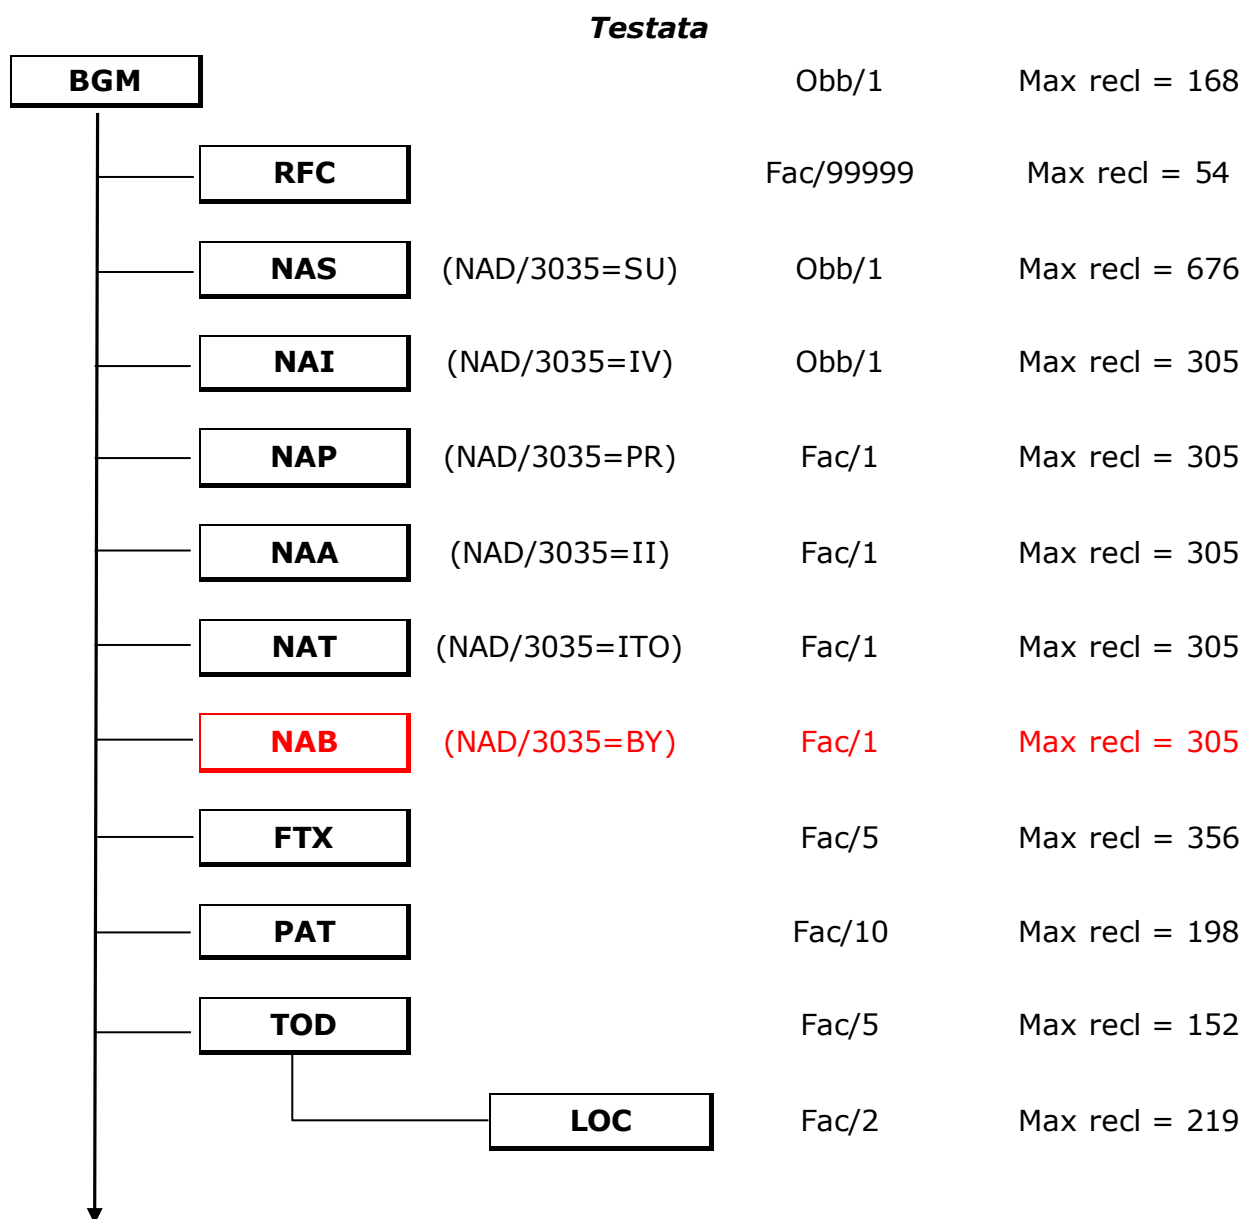 Testata
BGM Obb/1 Max recl = 168
RFC Fac/99999 Max recl = 54
NAS (NAD/3035=SU) Obb/1 Max recl = 676
NAI (NAD/3035=IV) Obb/1 Max recl = 305
NAP (NAD/3035=PR) Fac/1 Max recl = 305
NAA (NAD/3035=II) Fac/1 Max recl = 305
NAT (NAD/3035=ITO) Fac/1 Max recl = 305
NAB (NAD/3035=BY) Fac/1 Max recl = 305
FTX Fac/5 Max recl = 356
PAT Fac/10 Max recl = 198
TOD Fac/5 Max recl = 152
LOC Fac/2 Max recl = 219